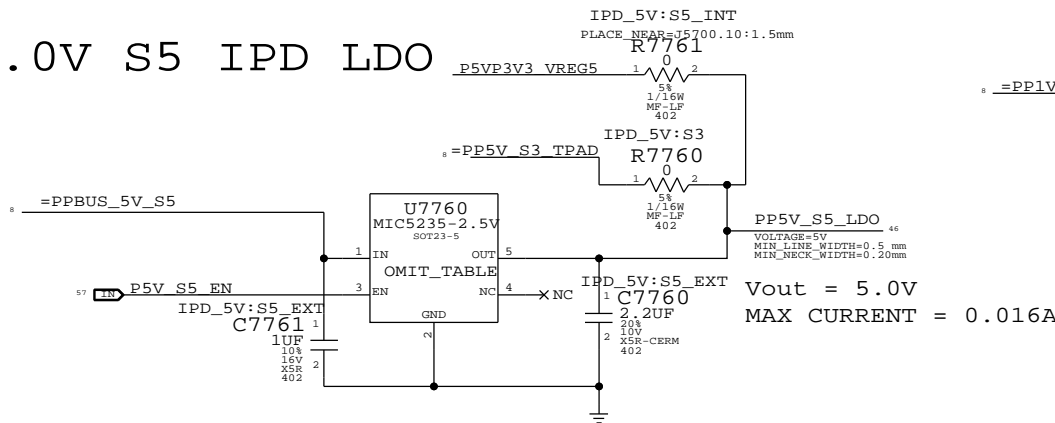 IPD_5V:S5_INT
PLACE_NEAR=J5700.10:1.5mm
R7761
.0V S5 IPD LDO
P5VP3V3_VREG5
0
1 2
5%
1/16W
MF-LF
402
8 =PP1V
IPD_5V:S3
8 =PP5V_S3_TPAD
R7760
0
1 2
5%
1/16W
MF-LF
402
8 =PPBUS_5V_S5
U7760
MIC5235-2.5V
SOT23-5
1 IN
OUT 5
OMIT_TABLE
3 EN
NC 4
NC
GND
2
PP5V_S5_LDO 46
VOLTAGE=5V
MIN_LINE_WIDTH=0.5 mm
MIN_NECK_WIDTH=0.20mm
57 IN P5V_S5_EN
IPD_5V:S5_EXT
C7761
1
1UF
10%
16V
X5R
402
2
IPD_5V:S5_EXT
1
C7760
2.2UF
20%
10V
X5R-CERM
402
2
Vout = 5.0V
MAX CURRENT = 0.016A